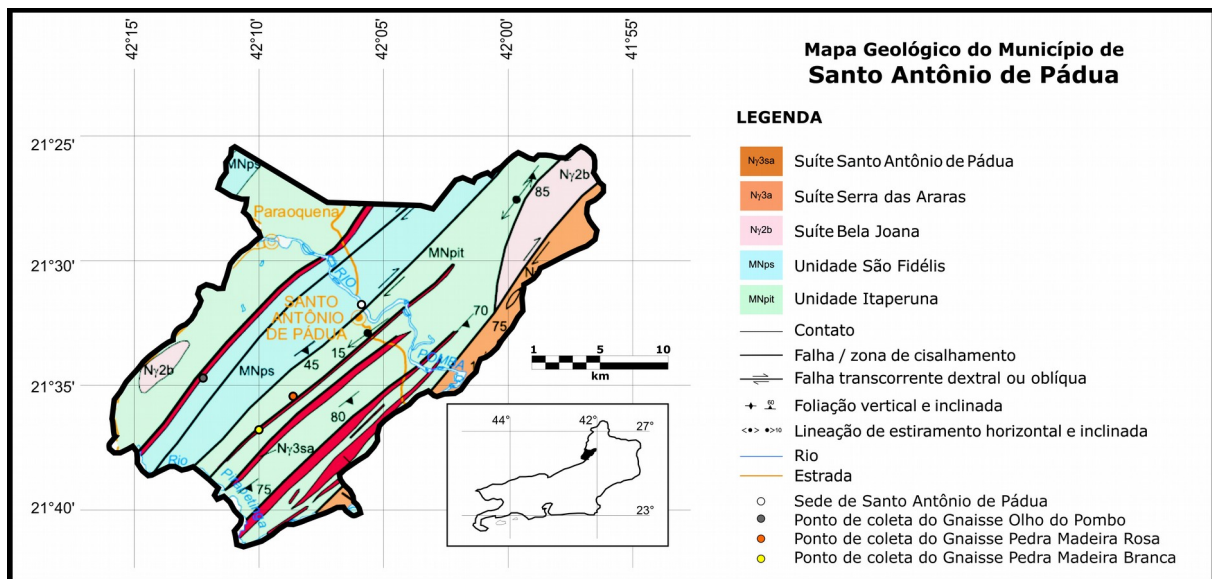 42°15'
42°10'
42°05'
42°00'
41°55'
21°25'
21°30'
21°35'
21°40'
MNps
Paraoquena
RIO
SANTO
ANTÔNIO
DE PÁDUA
MNpit
Nγ2b
85
N
70
75
POMBA
15
45
MNps
Nγ2b
80
Nγ3sa
75
Rio
Pirapetinga
1 5 10
km
44° 42° 27°
23°
Mapa Geológico do Município de
Santo Antônio de Pádua
LEGENDA
Nγ3sa Suíte Santo Antônio de Pádua
Nγ3a Suíte Serra das Araras
Nγ2b Suíte Bela Joana
MNps Unidade São Fidélis
MNpit Unidade Itaperuna
Contato
Falha / zona de cisalhamento
Falha transcorrente dextral ou oblíqua
60 Foliação vertical e inclinada
10 Lineação de estiramento horizontal e inclinada
Rio
Estrada
Sede de Santo Antônio de Pádua
Ponto de coleta do Gnaisse Olho do Pombo
Ponto de coleta do Gnaisse Pedra Madeira Rosa
Ponto de coleta do Gnaisse Pedra Madeira Branca